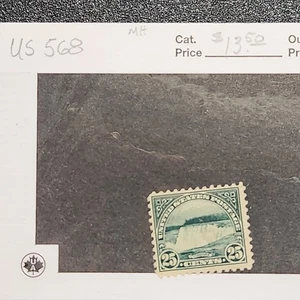 US 568
MH
Cat. Price $13.50
Ou
Pr
UNITED STATES POSTAGE
25 25
CENTS